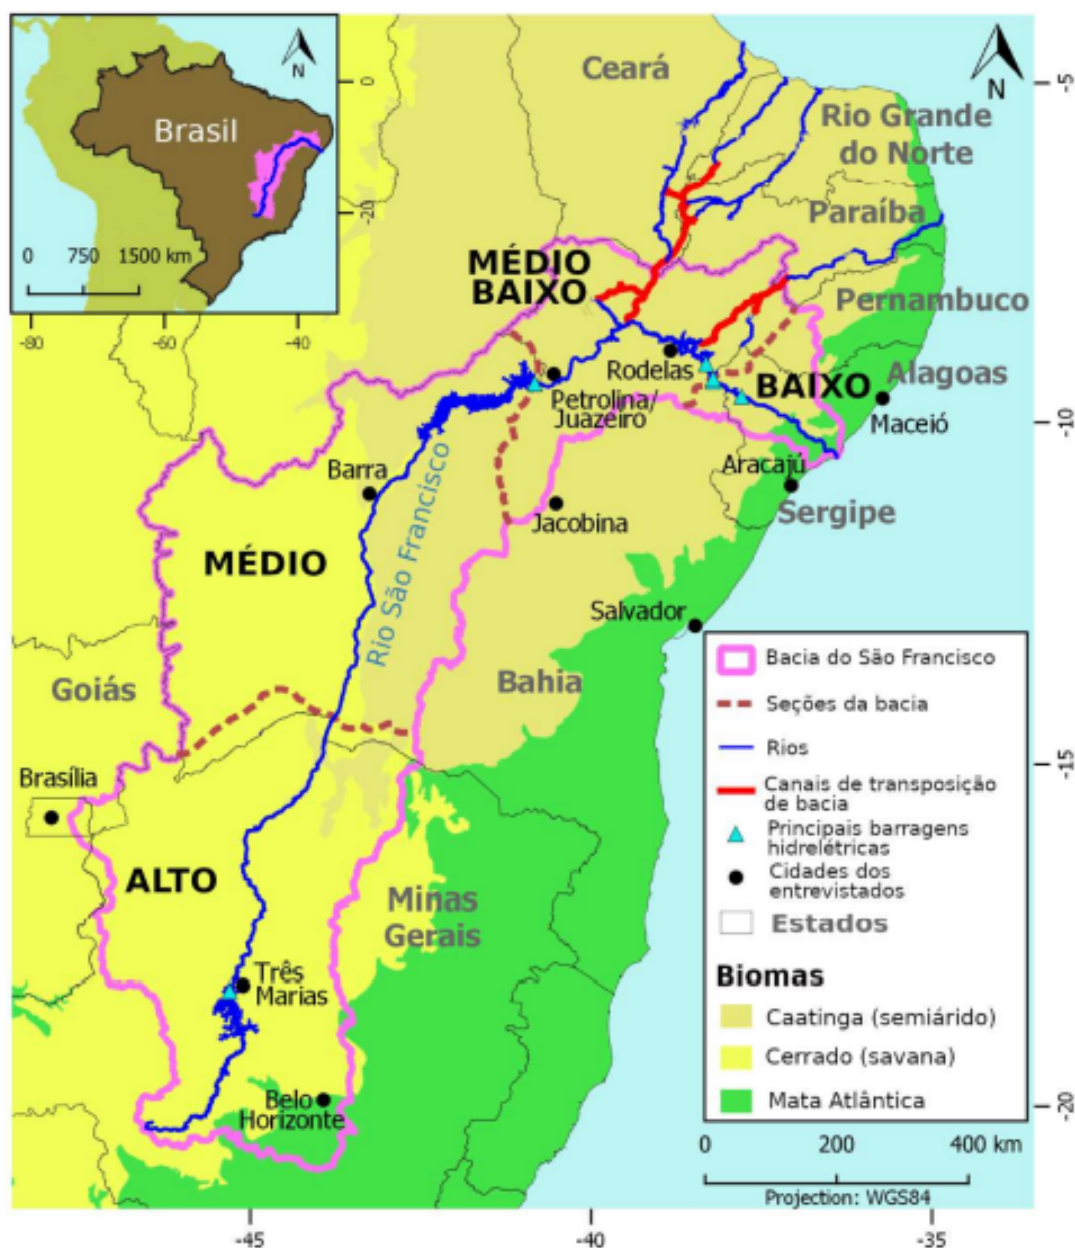 Brasil
N
0 750 1500 km
0
-20
-80
-60
-40
Ceará
N
-5
Rio Grande
do Norte
Paraíba
MÉDIO
BAIXO
Pernambuco
Rodelas
BAIXO
Alagoas
Petrolina/
Juazeiro
Maceió
-10
Barra
Aracajú
Rio São Francisco
Jacobina
Sergipe
MÉDIO
Salvador
Goiás
Bahia
Brasília
-15
ALTO
Minas
Gerais
Três
Marias
Belo
Horizonte
-20
Bacia do São Francisco
Seções da bacia
Rios
Canais de transposição
de bacia
Principais barragens
hidrelétricas
Cidades dos
entrevistados
Estados
Biomas
Caatinga (semiárido)
Cerrado (savana)
Mata Atlântica
0 200 400 km
Projection: WGS84
-45
-40
-35